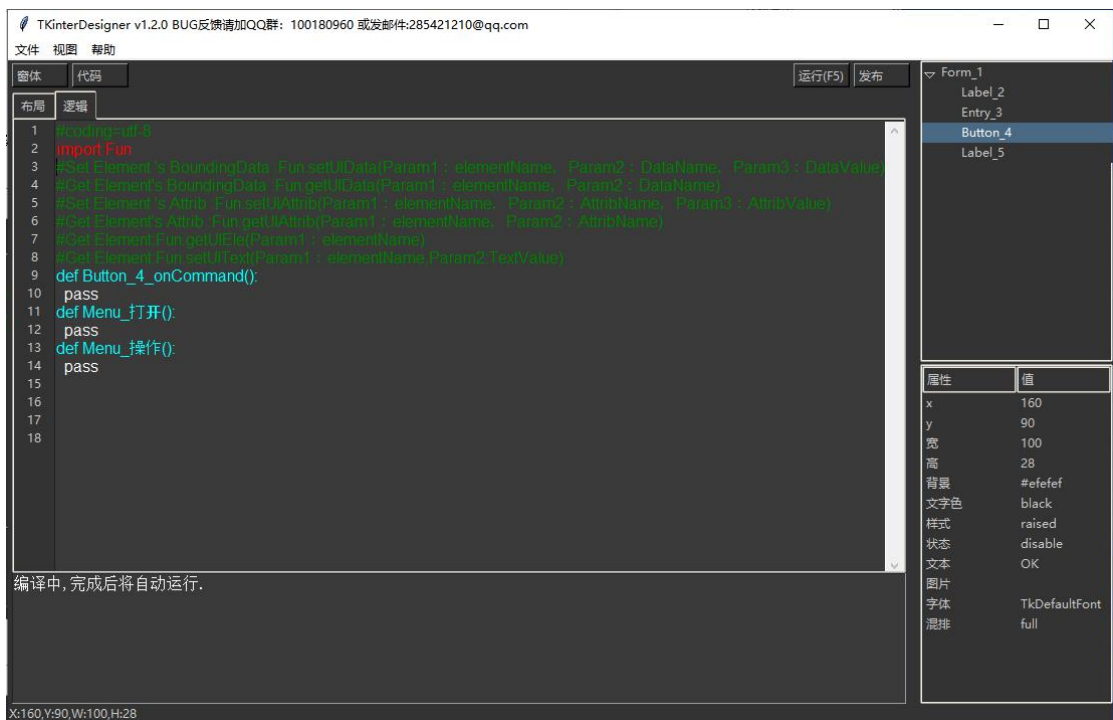 TKinterDesigner v1.2.0 BUG反馈请加QQ群：100180960 或发邮件:285421210@qq.com
文件 视图 帮助
窗体 代码 运行(F5) 发布
布局 逻辑
1 #coding=utf-8
2 import Fun
3 #Set Element 's BoundingData :Fun.setUIData(Param1：elementName， Param2：DataName， Param3：DataValue)
4 #Get Element's BoundingData :Fun.getUIData(Param1：elementName， Param2：DataName)
5 #Set Element 's Attrib :Fun.setUIAttrib(Param1：elementName， Param2：AttribName， Param3：AttribValue)
6 #Get Element's Attrib :Fun.getUIAttrib(Param1：elementName， Param2：AttribName)
7 #Get Element:Fun.getUIEle(Param1：elementName)
8 #Get Element:Fun.setUIText(Param1：elementName,Param2:TextValue)
9 def Button_4_onCommand():
10 pass
11 def Menu_打开():
12 pass
13 def Menu_操作():
14 pass
15
16
17
18
编译中,完成后将自动运行.
Form_1
Label_2
Entry_3
Button_4
Label_5
属性 值
x 160
y 90
宽 100
高 28
背景 #efefef
文字色 black
样式 raised
状态 disable
文本 OK
图片
字体 TkDefaultFont
混排 full
X:160,Y:90,W:100,H:28